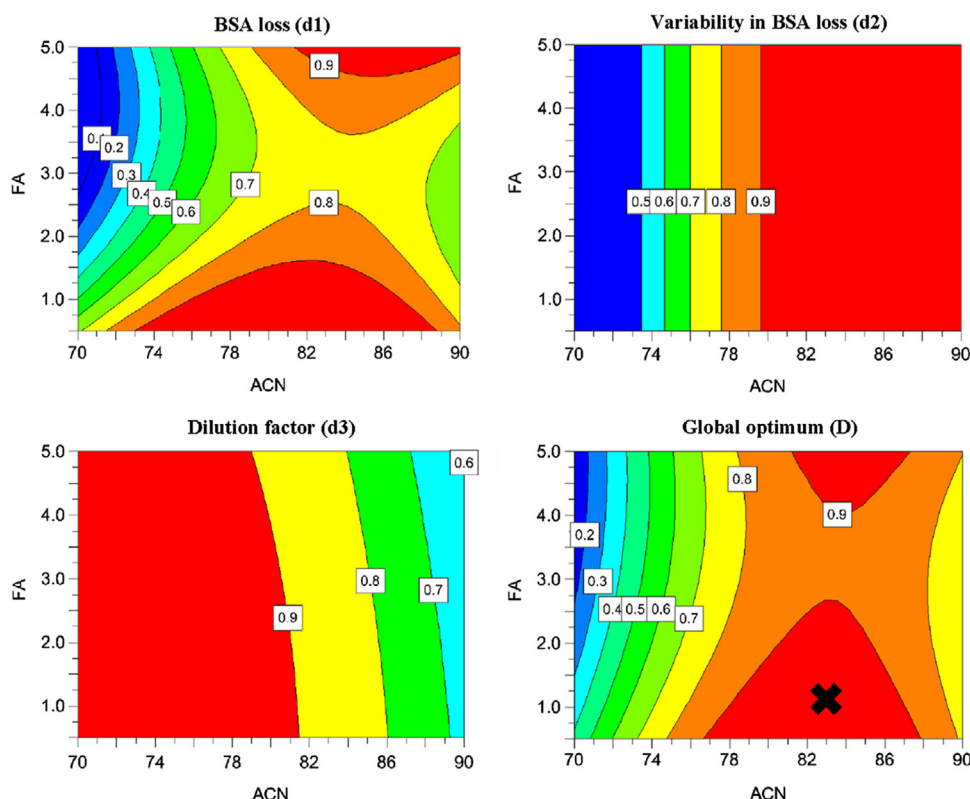 BSA loss (d1)
5.0
4.0
3.0
2.0
1.0
FA
0.1
0.2
0.3
0.4
0.5
0.6
0.7
0.8
0.9
70 74 78 82 86 90
ACN
Variability in BSA loss (d2)
5.0
4.0
3.0
2.0
1.0
FA
0.5 0.6 0.7 0.8 0.9
70 74 78 82 86 90
ACN
Dilution factor (d3)
5.0
4.0
3.0
2.0
1.0
FA
0.6
0.7
0.8
0.9
70 74 78 82 86 90
ACN
Global optimum (D)
5.0
4.0
3.0
2.0
1.0
FA
0.8
0.9
0.2
0.3
0.4 0.5 0.6
0.7
70 74 78 82 86 90
ACN